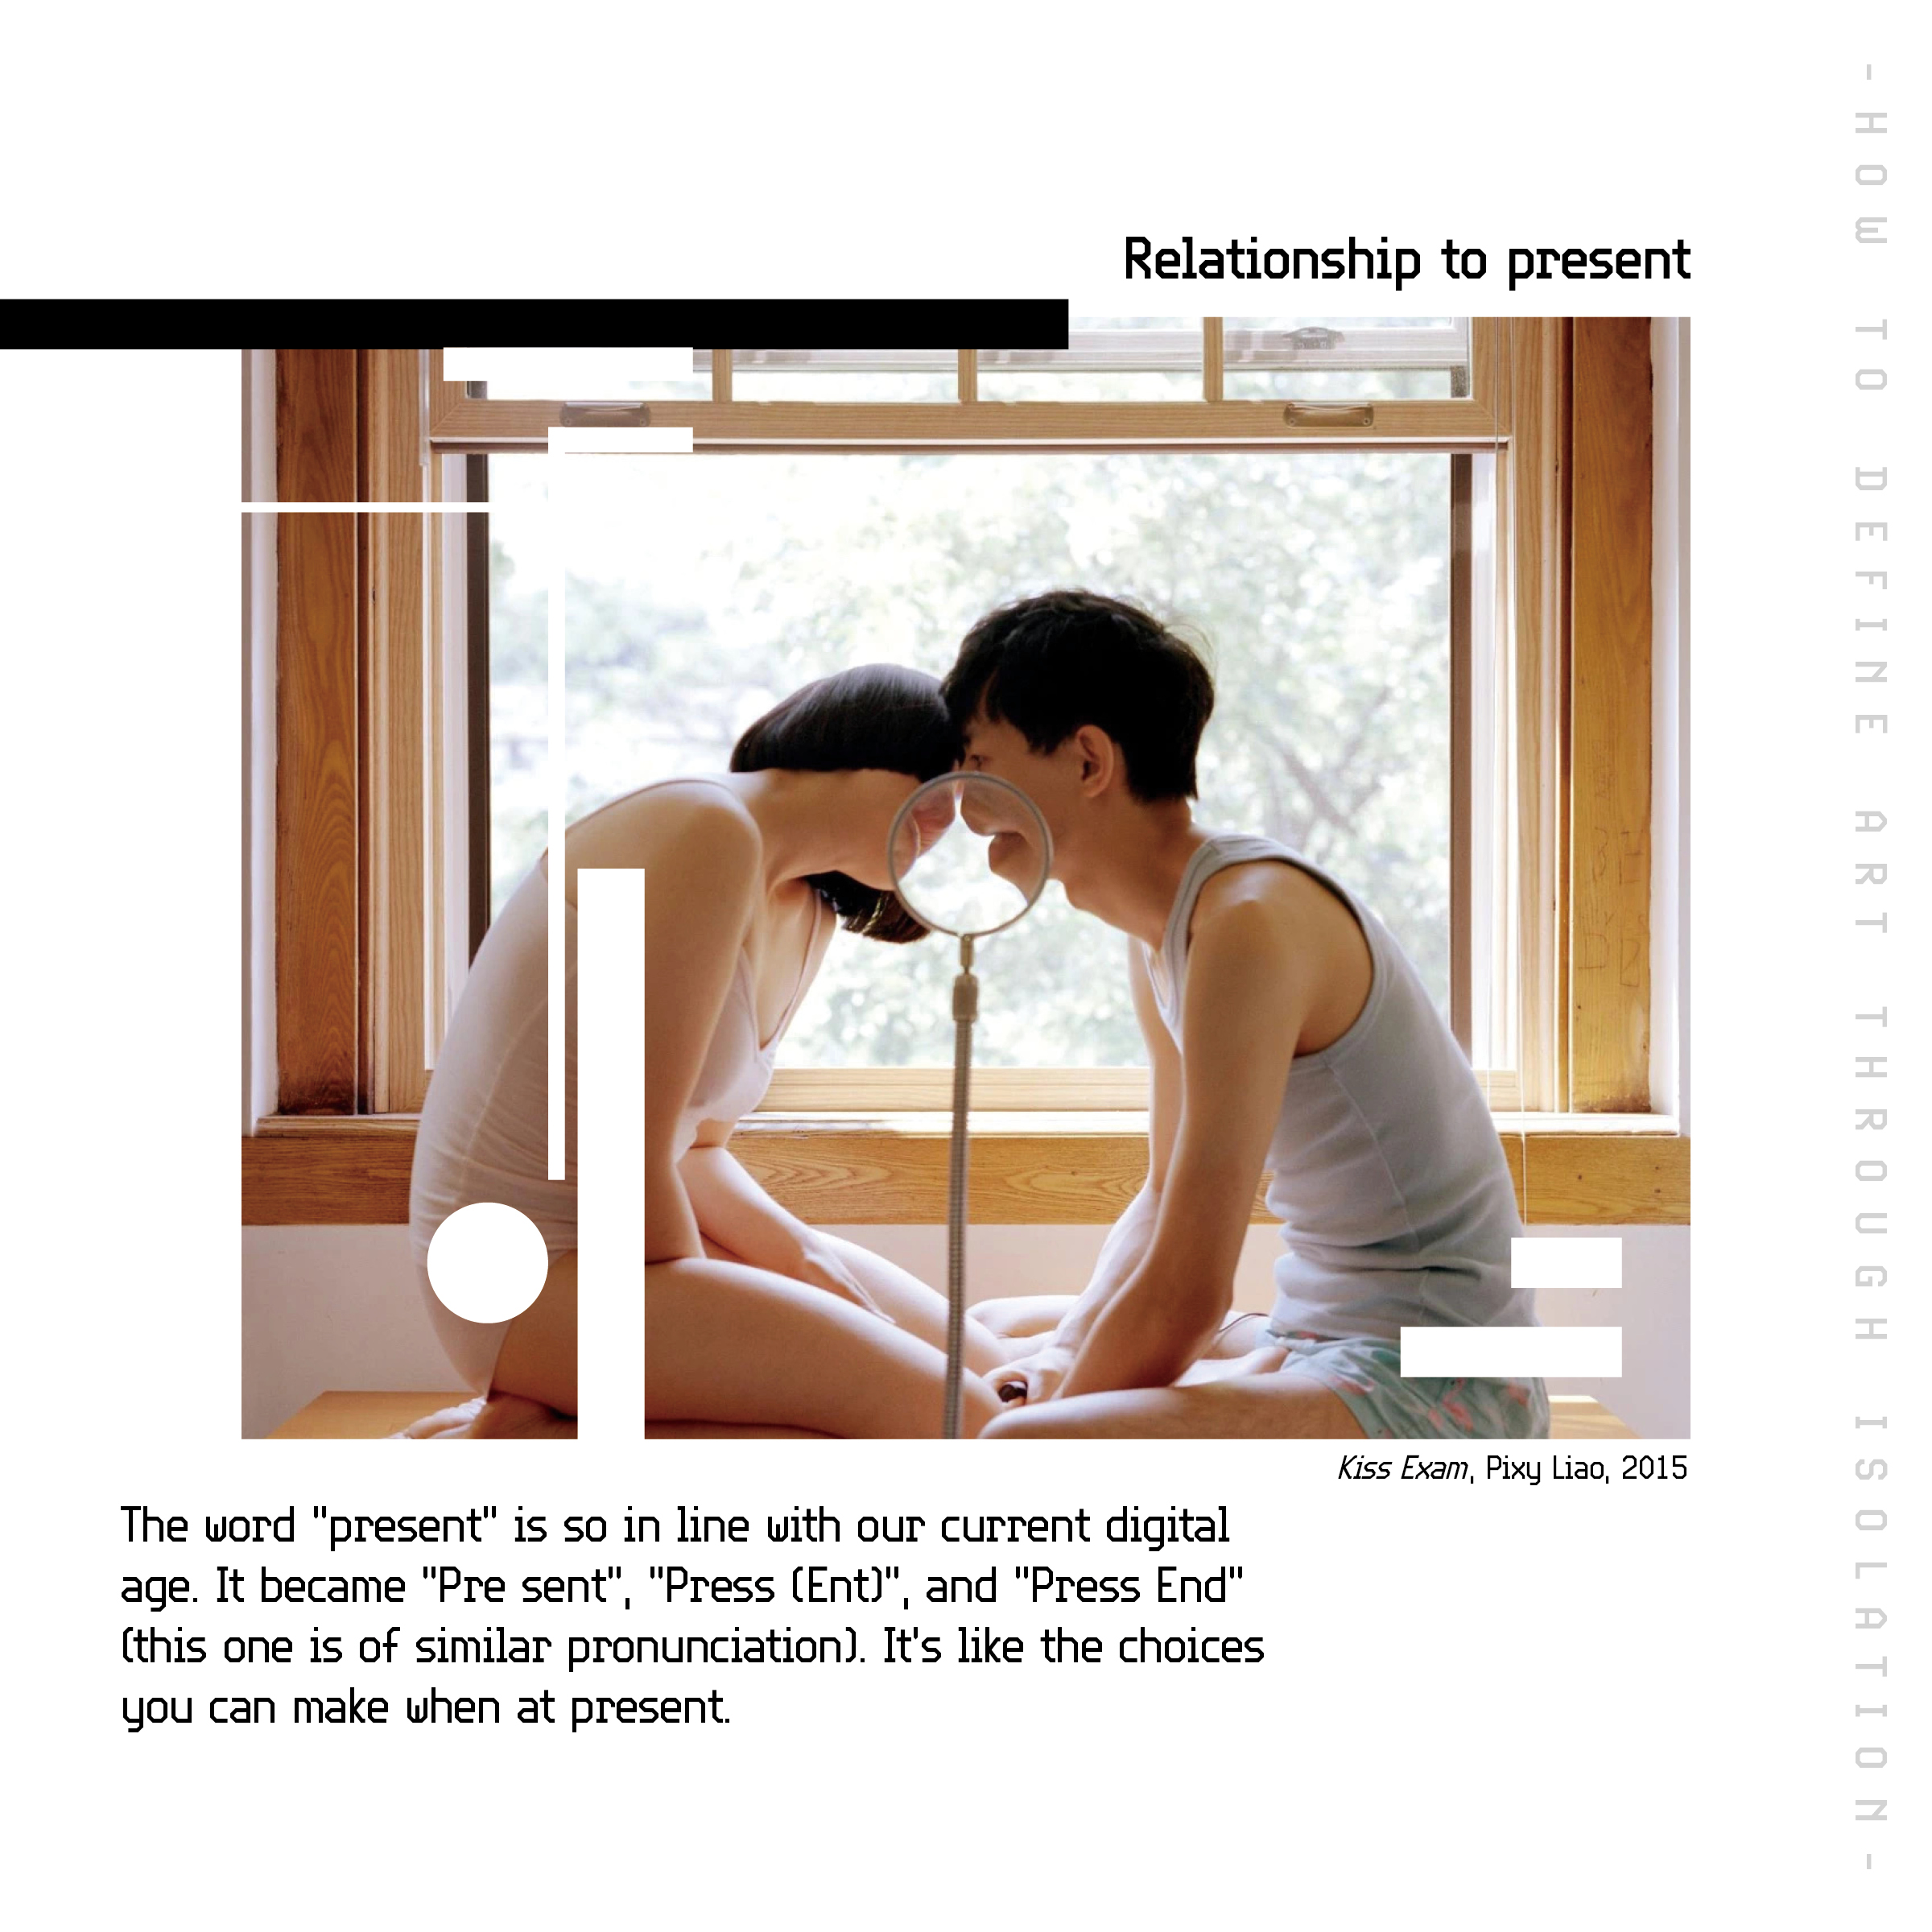 Relationship to present
Kiss Exam, Pixy Liao, 2015
The word "present" is so in line with our current digital
age. It became "Pre sent", "Press (Ent)", and "Press End"
(this one is of similar pronunciation). It's like the choices
you can make when at present.
- HOW TO DEFINE ART THROUGH ISOLATION -